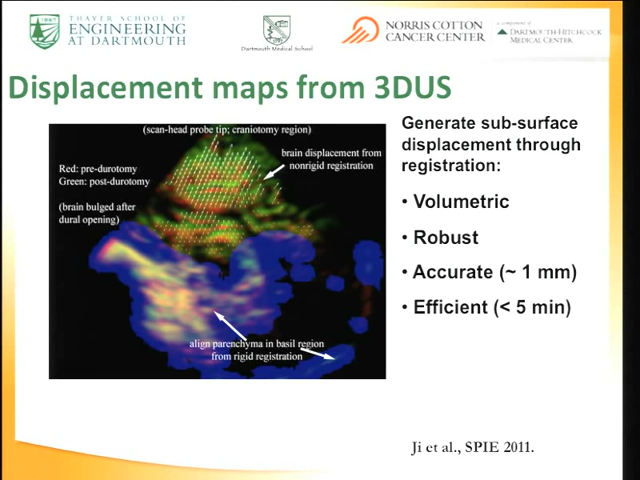 THAYER SCHOOL OF
ENGINEERING
AT DARTMOUTH
Dartmouth Medical School
NORRIS COTTON
CANCER CENTER
a component of
DARTMOUTH-HITCHCOCK
MEDICAL CENTER
Displacement maps from 3DUS
(scan-head probe tip; craniotomy region)
brain displacement from
nonrigid registration
Red: pre-durotomy
Green: post-durotomy
(brain bulged after
dural opening)
align parenchyma in basil region
from rigid registration
Generate sub-surface
displacement through
registration:
• Volumetric
• Robust
• Accurate (~ 1 mm)
• Efficient (< 5 min)
Ji et al., SPIE 2011.